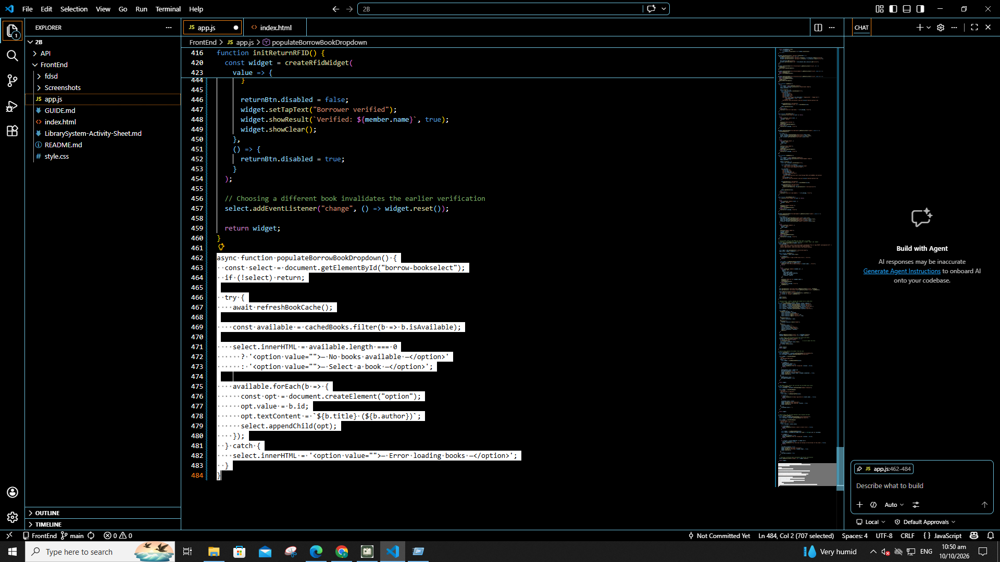 File Edit Selection View Go Run Terminal Help
2B
EXPLORER
2B
API
FrontEnd
fdsd
Screenshots
JS app.js
GUIDE.md
index.html
LibrarySystem-Activity-Sheet.md
README.md
style.css
OUTLINE
TIMELINE
JS app.js
index.html
FrontEnd > JS app.js > populateBorrowBookDropdown
416 function initReturnRFID() {
420 const widget = createRfidWidget(
423 value => {
444 }
445
446 returnBtn.disabled = false;
447 widget.setTapText("Borrower verified");
448 widget.showResult(`Verified: ${member.name}`, true);
449 widget.showClear();
450 },
451 () => {
452 returnBtn.disabled = true;
453 }
454 );
455
456 // Choosing a different book invalidates the earlier verification
457 select.addEventListener("change", () => widget.reset());
458
459 return widget;
460 }
461
462 async function populateBorrowBookDropdown() {
463 const select = document.getElementById("borrow-bookselect");
464 if (!select) return;
465
466 try {
467 await refreshBookCache();
468
469 const available = cachedBooks.filter(b => b.isAvailable);
470
471 select.innerHTML = available.length === 0
472 ? '<option value="">— No books available —</option>'
473 : '<option value="">— Select a book —</option>';
474
475 available.forEach(b => {
476 const opt = document.createElement("option");
477 opt.value = b.id;
478 opt.textContent = `${b.title} (${b.author})`;
479 select.appendChild(opt);
480 });
481 } catch {
482 select.innerHTML = '<option value="">— Error loading books —</option>';
483 }
484 }
CHAT
Build with Agent
AI responses may be inaccurate
Generate Agent Instructions to onboard AI
onto your codebase.
JS app.js:462-484
Describe what to build
Auto
Local Default Approvals
FrontEnd main 0 0
Not Committed Yet Ln 484, Col 2 (707 selected) Spaces: 4 UTF-8 CRLF {} JavaScript
Type here to search
Very humid
ENG
10:50 am
10/10/2026